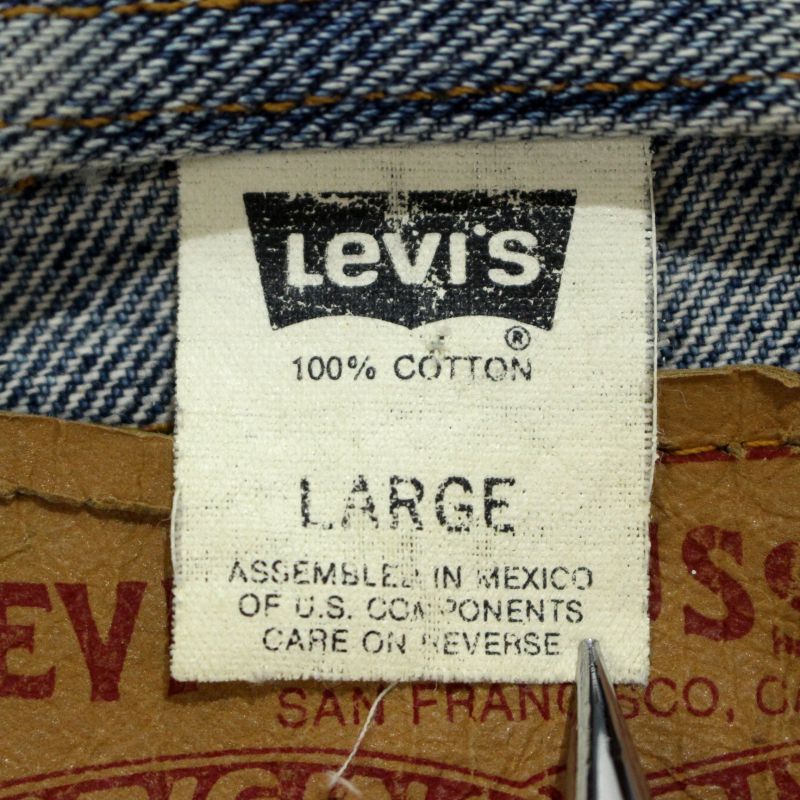 Levi's
®
100% COTTON
LARGE
ASSEMBLED IN MEXICO
OF U.S. COMPONENTS
CARE ON REVERSE
SAN FRANCISCO, CA